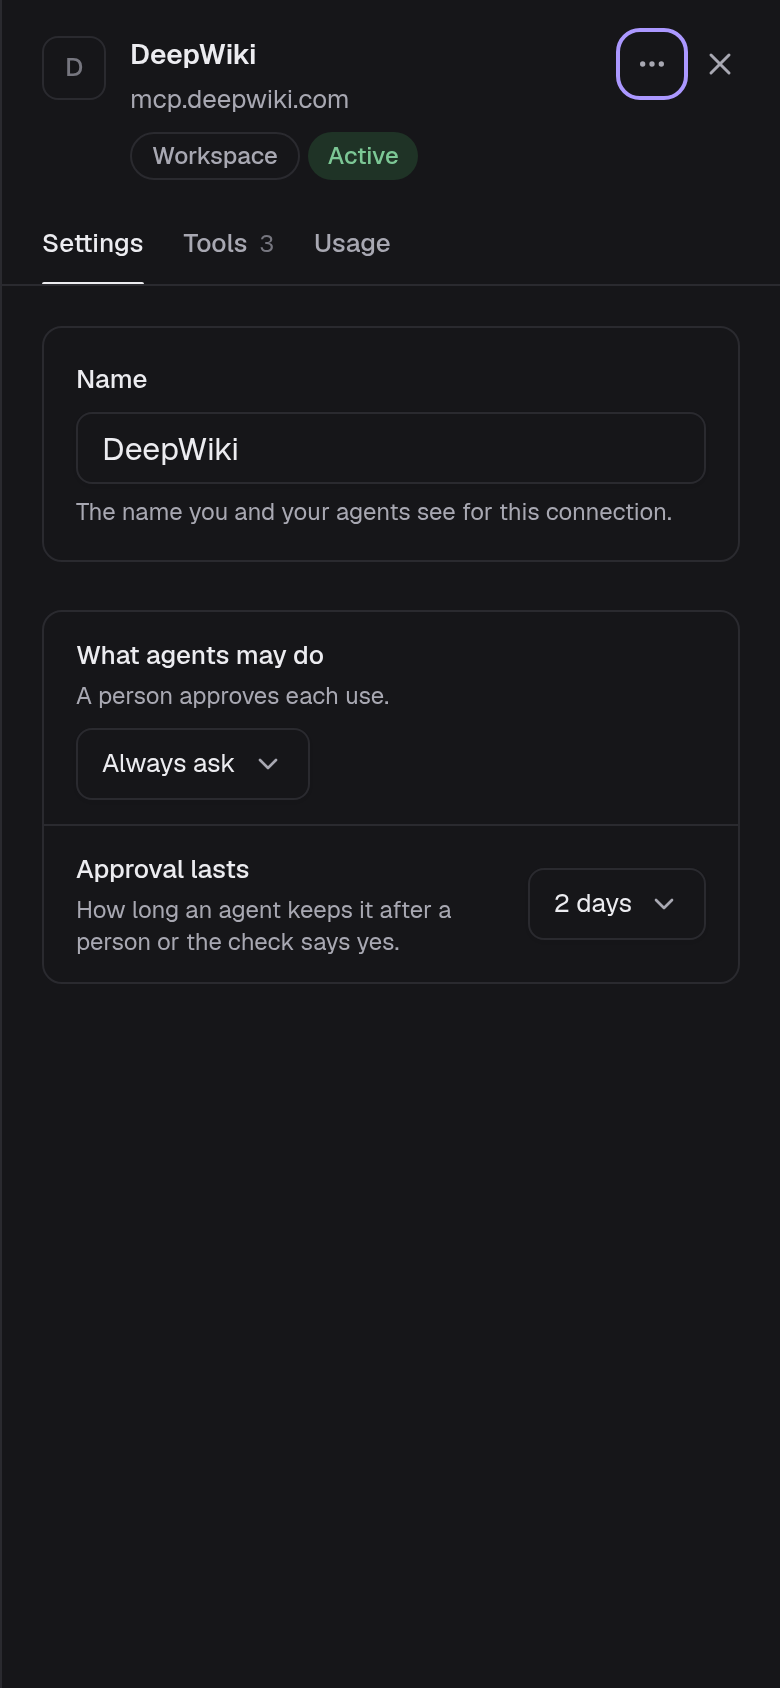 D
DeepWiki
mcp.deepwiki.com
Workspace Active
Settings Tools 3 Usage
Name
DeepWiki
The name you and your agents see for this connection.
What agents may do
A person approves each use.
Always ask
Approval lasts
How long an agent keeps it after a
person or the check says yes.
2 days